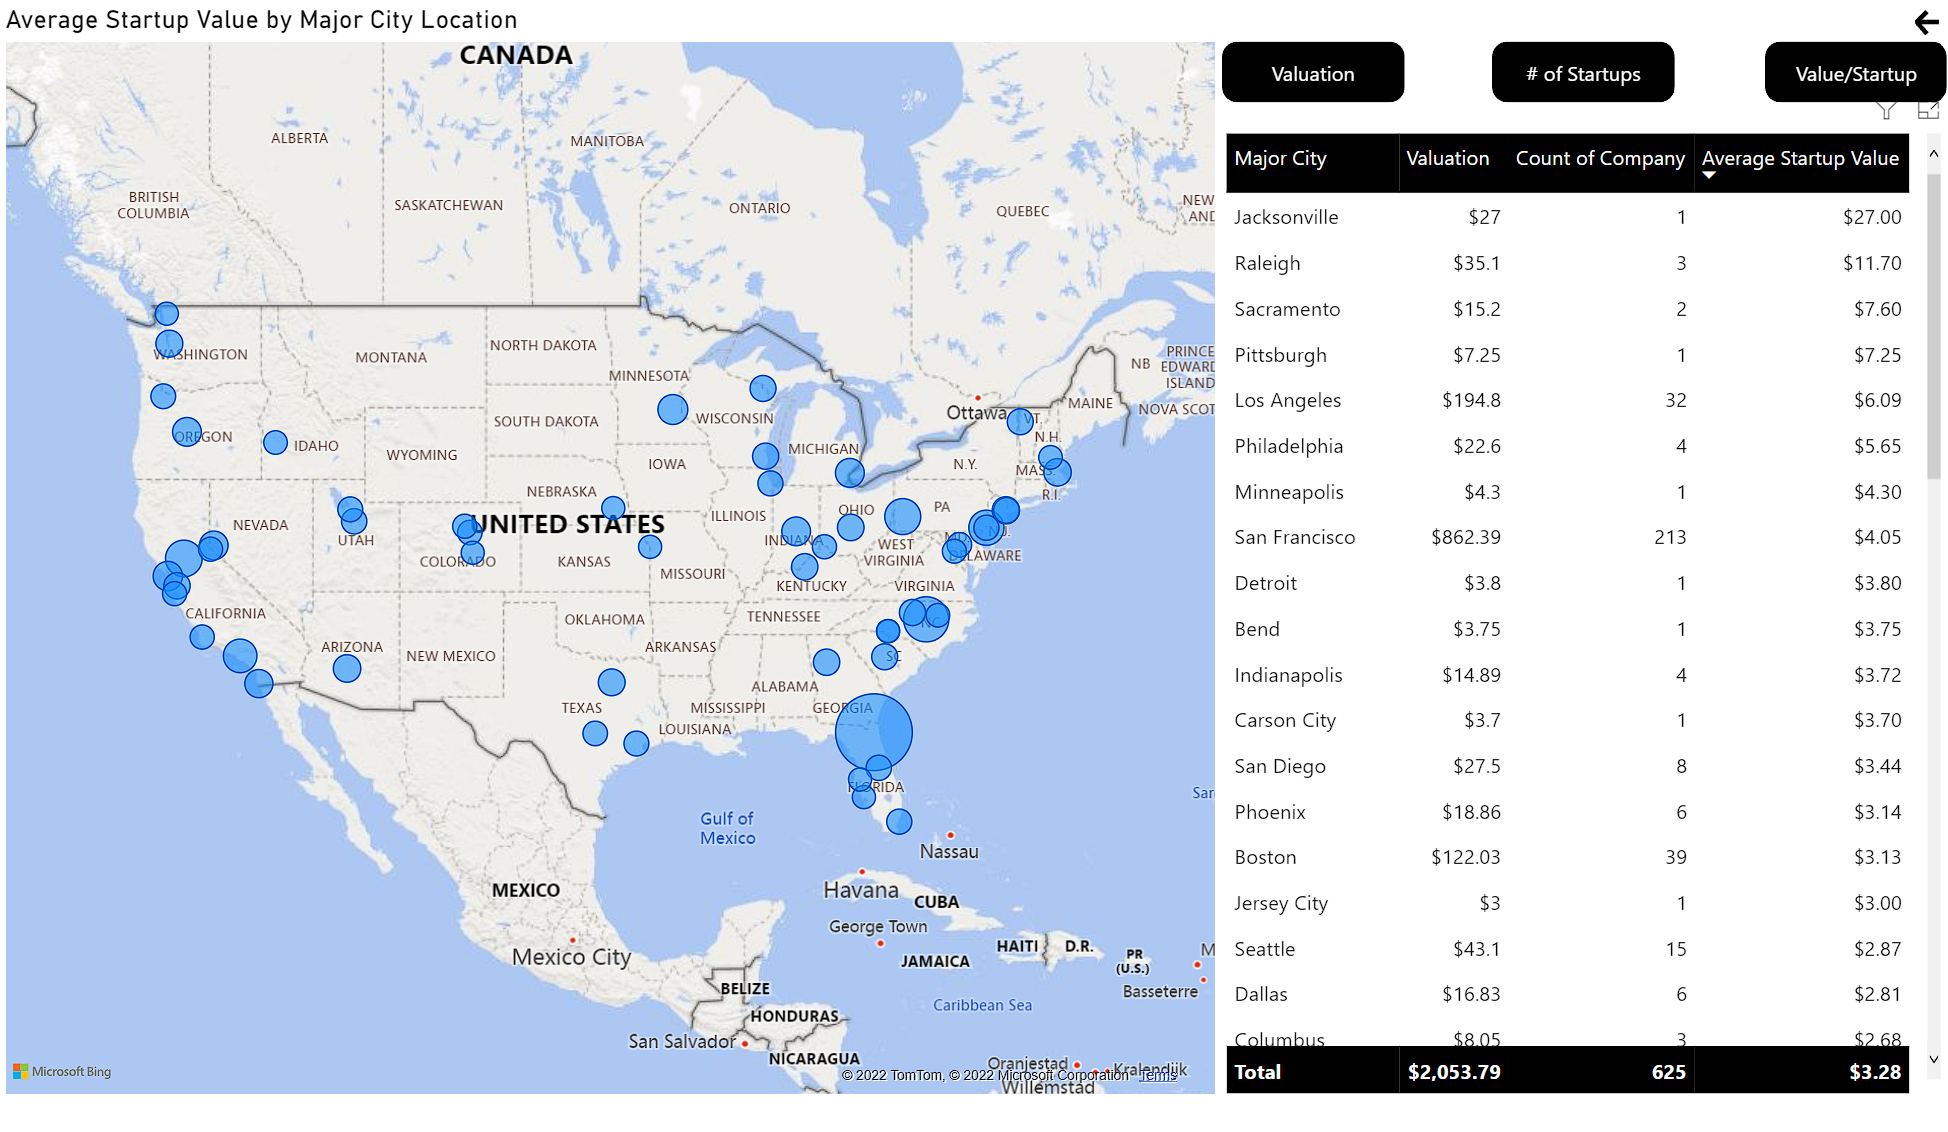 Average Startup Value by Major City Location
Valuation
# of Startups
Value/Startup
CANADA
ALBERTA
MANITOBA
BRITISH
COLUMBIA
SASKATCHEWAN
ONTARIO
QUEBEC
NEW
WASHINGTON
MONTANA
NORTH DAKOTA
MINNESOTA
NB
PRINCE
EDWARD
ISLAND
Ottawa
VT.
MAINE
NOVA SCOT
OREGON
IDAHO
SOUTH DAKOTA
WISCONSIN
N.H.
WYOMING
IOWA
MICHIGAN
N.Y.
MASS.
R.I.
NEBRASKA
NEVADA
UTAH
UNITED STATES
ILLINOIS
INDIANA
OHIO
PA
N.J.
MD
DELAWARE
WEST
VIRGINIA
COLORADO
KANSAS
MISSOURI
KENTUCKY
VIRGINIA
CALIFORNIA
OKLAHOMA
TENNESSEE
NC
ARIZONA
NEW MEXICO
ARKANSAS
SC
ALABAMA
TEXAS
MISSISSIPPI
GEORGIA
LOUISIANA
FLORIDA
Gulf of
Mexico
Nassau
MEXICO
Havana
CUBA
George Town
Mexico City
JAMAICA
HAITI
D.R.
PR
(U.S.)
Basseterre
BELIZE
Caribbean Sea
HONDURAS
San Salvador
NICARAGUA
Oranjestad
Kralendijk
Willemstad
Microsoft Bing
© 2022 TomTom, © 2022 Microsoft Corporation Terms
Major City Valuation Count of Company Average Startup Value
Jacksonville $27 1 $27.00
Raleigh $35.1 3 $11.70
Sacramento $15.2 2 $7.60
Pittsburgh $7.25 1 $7.25
Los Angeles $194.8 32 $6.09
Philadelphia $22.6 4 $5.65
Minneapolis $4.3 1 $4.30
San Francisco $862.39 213 $4.05
Detroit $3.8 1 $3.80
Bend $3.75 1 $3.75
Indianapolis $14.89 4 $3.72
Carson City $3.7 1 $3.70
San Diego $27.5 8 $3.44
Phoenix $18.86 6 $3.14
Boston $122.03 39 $3.13
Jersey City $3 1 $3.00
Seattle $43.1 15 $2.87
Dallas $16.83 6 $2.81
Columbus $8.05 3 $2.68
Total $2,053.79 625 $3.28